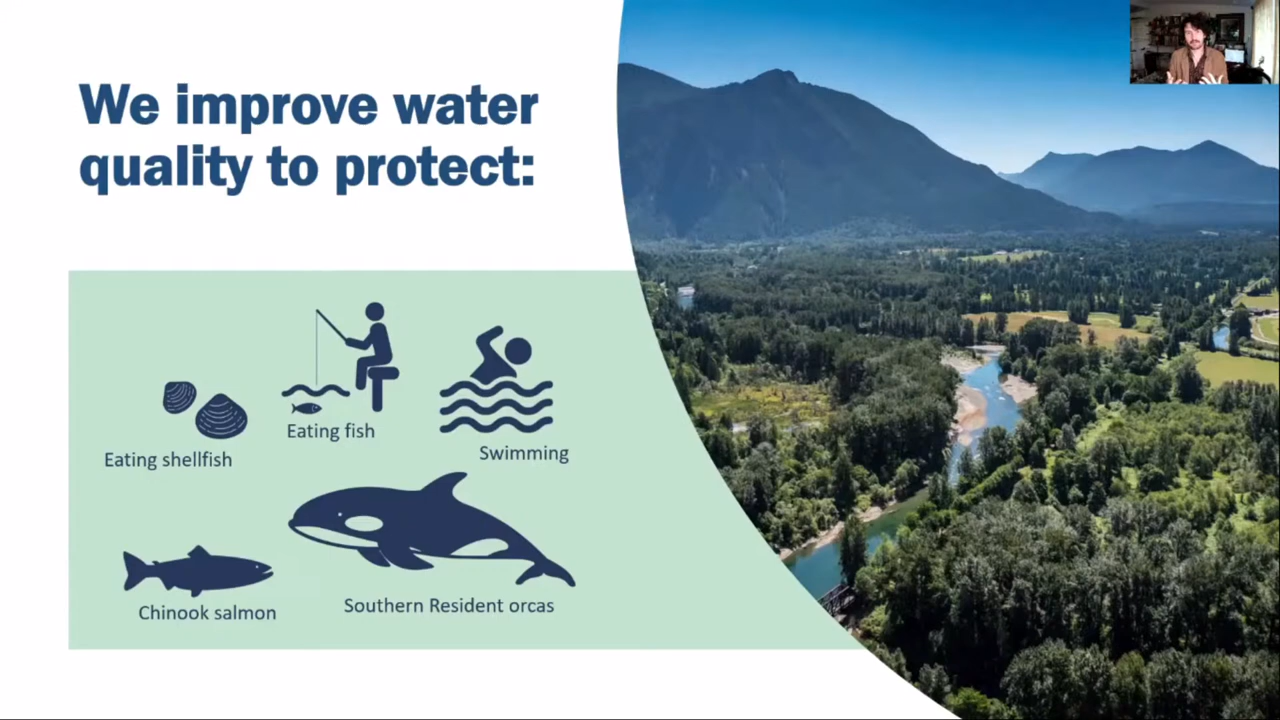 We improve water
quality to protect:
Eating shellfish
Eating fish
Swimming
Chinook salmon
Southern Resident orcas